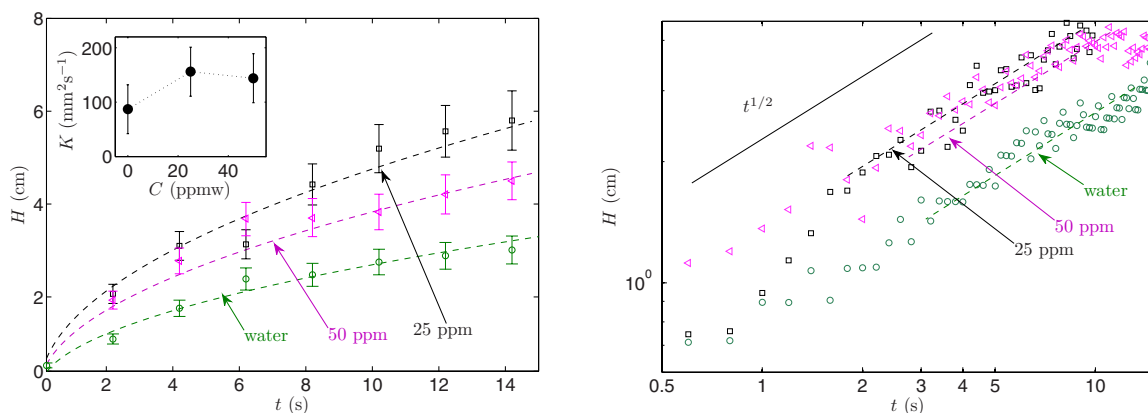 8
6
4
2
0
H (cm)
0 2 4 6 8 10 12 14
t (s)
200
100
0
K (mm²s⁻¹)
0 20 40
C (ppmw)
water
50 ppm
25 ppm
t^{1/2}
water
50 ppm
25 ppm
10⁰
H (cm)
0.5 1 2 3 4 5 10
t (s)